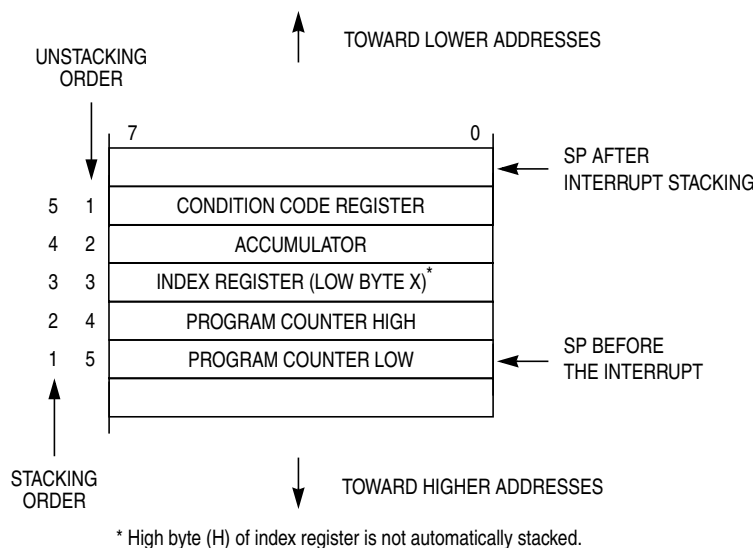 TOWARD LOWER ADDRESSES
UNSTACKING
ORDER
7 0
SP AFTER
INTERRUPT STACKING
5 1 CONDITION CODE REGISTER
4 2 ACCUMULATOR
3 3 INDEX REGISTER (LOW BYTE X)*
2 4 PROGRAM COUNTER HIGH
1 5 PROGRAM COUNTER LOW
SP BEFORE
THE INTERRUPT
STACKING
ORDER
TOWARD HIGHER ADDRESSES
* High byte (H) of index register is not automatically stacked.